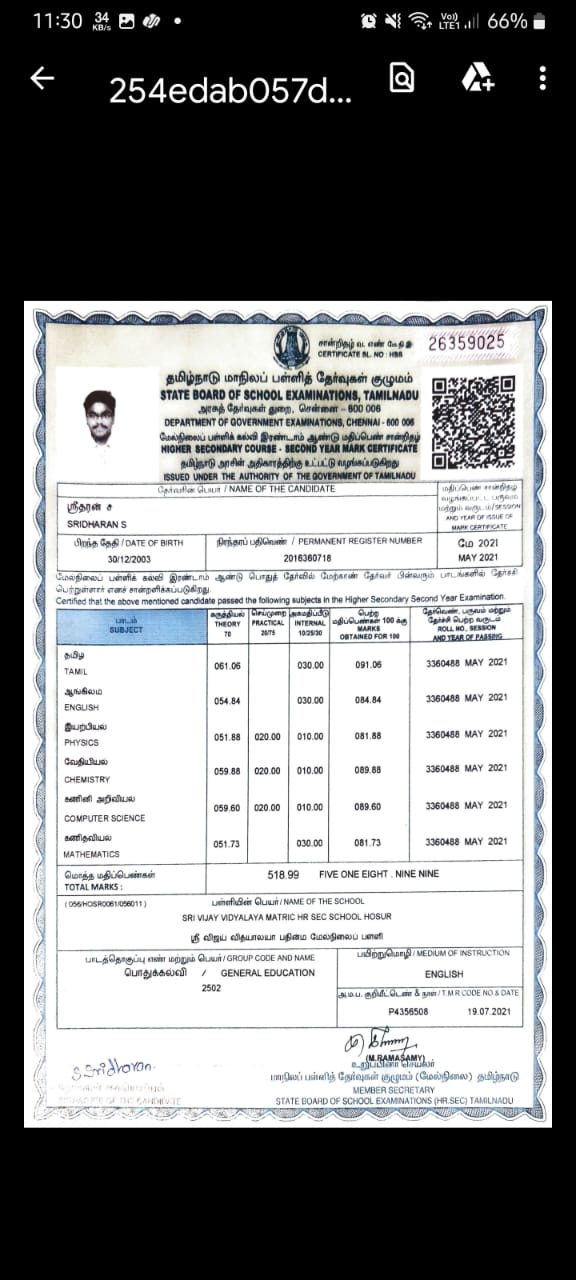 11:30 34 KB/s Vo)) LTE1 66%
254edab057d...
சான்றிதழ் வ. எண் மே.நி.இ
CERTIFICATE SL. NO : HSS 26359025
தமிழ்நாடு மாநிலப் பள்ளித் தேர்வுகள் குழுமம்
STATE BOARD OF SCHOOL EXAMINATIONS, TAMILNADU
அரசுத் தேர்வுகள் துறை, சென்னை – 600 006
DEPARTMENT OF GOVERNMENT EXAMINATIONS, CHENNAI - 600 006
மேல்நிலைப் பள்ளிக் கல்வி இரண்டாம் ஆண்டு மதிப்பெண் சான்றிதழ்
HIGHER SECONDARY COURSE - SECOND YEAR MARK CERTIFICATE
தமிழ்நாடு அரசின் அதிகாரத்திற்கு உட்பட்டு வழங்கப்படுகிறது
ISSUED UNDER THE AUTHORITY OF THE GOVERNMENT OF TAMILNADU
தேர்வரின் பெயர் / NAME OF THE CANDIDATE
ஸ்ரீதரன் ச
SRIDHARAN S
மதிப்பெண் சான்றிதழ்
வழங்கப்பட்ட பருவம்
மற்றும் வருடம்/SESSION
AND YEAR OF ISSUE OF
MARK CERTIFICATE
பிறந்த தேதி / DATE OF BIRTH நிரந்தரப் பதிவெண் / PERMANENT REGISTER NUMBER மே 2021
30/12/2003 2016360718 MAY 2021
மேல்நிலைப் பள்ளிக் கல்வி இரண்டாம் ஆண்டு பொதுத் தேர்வில் மேற்காண் தேர்வர் பின்வரும் பாடங்களில் தேர்ச்சி
பெற்றுள்ளார் எனச் சான்றளிக்கப்படுகிறது.
Certified that the above mentioned candidate passed the following subjects in the Higher Secondary Second Year Examination.
பாடம் கருத்தியல் செய்முறை அகமதிப்பீடு பெற்ற தேர்வெண், பருவம் மற்றும்
SUBJECT THEORY PRACTICAL INTERNAL மதிப்பெண்கள் 100 க்கு தேர்ச்சி பெற்ற வருடம்
70 20/75 10/25/30 MARKS OBTAINED FOR 100 ROLL NO, SESSION AND YEAR OF PASSING
தமிழ்
TAMIL 061.06 030.00 091.06 3360488 MAY 2021
ஆங்கிலம்
ENGLISH 054.84 030.00 084.84 3360488 MAY 2021
இயற்பியல்
PHYSICS 051.88 020.00 010.00 081.88 3360488 MAY 2021
வேதியியல்
CHEMISTRY 059.88 020.00 010.00 089.88 3360488 MAY 2021
கணினி அறிவியல்
COMPUTER SCIENCE 059.60 020.00 010.00 089.60 3360488 MAY 2021
கணிதவியல்
MATHEMATICS 051.73 030.00 081.73 3360488 MAY 2021
மொத்த மதிப்பெண்கள்
TOTAL MARKS : 518.99 FIVE ONE EIGHT . NINE NINE
( 056/HOSR0061/056011 ) பள்ளியின் பெயர் / NAME OF THE SCHOOL
SRI VIJAY VIDYALAYA MATRIC HR SEC SCHOOL HOSUR
ஸ்ரீ விஜய் வித்யாலயா பதின்ம மேல்நிலைப் பள்ளி
பாடத்தொகுப்பு எண் மற்றும் பெயர் / GROUP CODE AND NAME
பொதுக்கல்வி / GENERAL EDUCATION
2502
பயிற்றுமொழி / MEDIUM OF INSTRUCTION
ENGLISH
அ.ம.ப. குறியீட்டெண் & நாள் / T.M.R CODE NO & DATE
P4356508 19.07.2021
S.Sridharan.
SIGNATURE OF THE CANDIDATE
(M.RAMASAMY)
உறுப்பினர் செயலர்
மாநிலப் பள்ளித் தேர்வுகள் குழுமம் (மேல்நிலை) தமிழ்நாடு
MEMBER SECRETARY
STATE BOARD OF SCHOOL EXAMINATIONS (HR.SEC) TAMILNADU